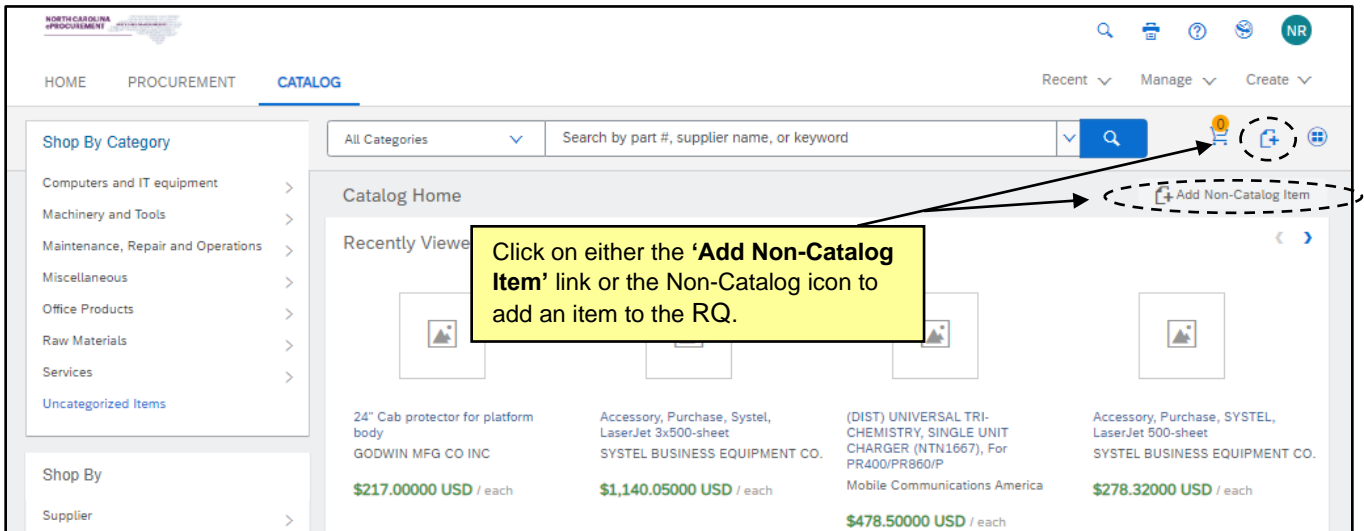 NORTH CAROLINA
ePROCUREMENT
NR
HOME PROCUREMENT CATALOG
Recent Manage Create
Shop By Category
All Categories
Search by part #, supplier name, or keyword
0
Computers and IT equipment
Machinery and Tools
Maintenance, Repair and Operations
Miscellaneous
Office Products
Raw Materials
Services
Uncategorized Items
Shop By
Supplier
Catalog Home
Add Non-Catalog Item
Recently Viewe
Click on either the ‘Add Non-Catalog
Item’ link or the Non-Catalog icon to
add an item to the RQ.
24" Cab protector for platform
body
GODWIN MFG CO INC
$217.00000 USD / each
Accessory, Purchase, Systel,
LaserJet 3x500-sheet
SYSTEL BUSINESS EQUIPMENT CO.
$1,140.05000 USD / each
(DIST) UNIVERSAL TRI-
CHEMISTRY, SINGLE UNIT
CHARGER (NTN1667), For
PR400/PR860/P
Mobile Communications America
$478.50000 USD / each
Accessory, Purchase, SYSTEL,
LaserJet 500-sheet
SYSTEL BUSINESS EQUIPMENT CO.
$278.32000 USD / each